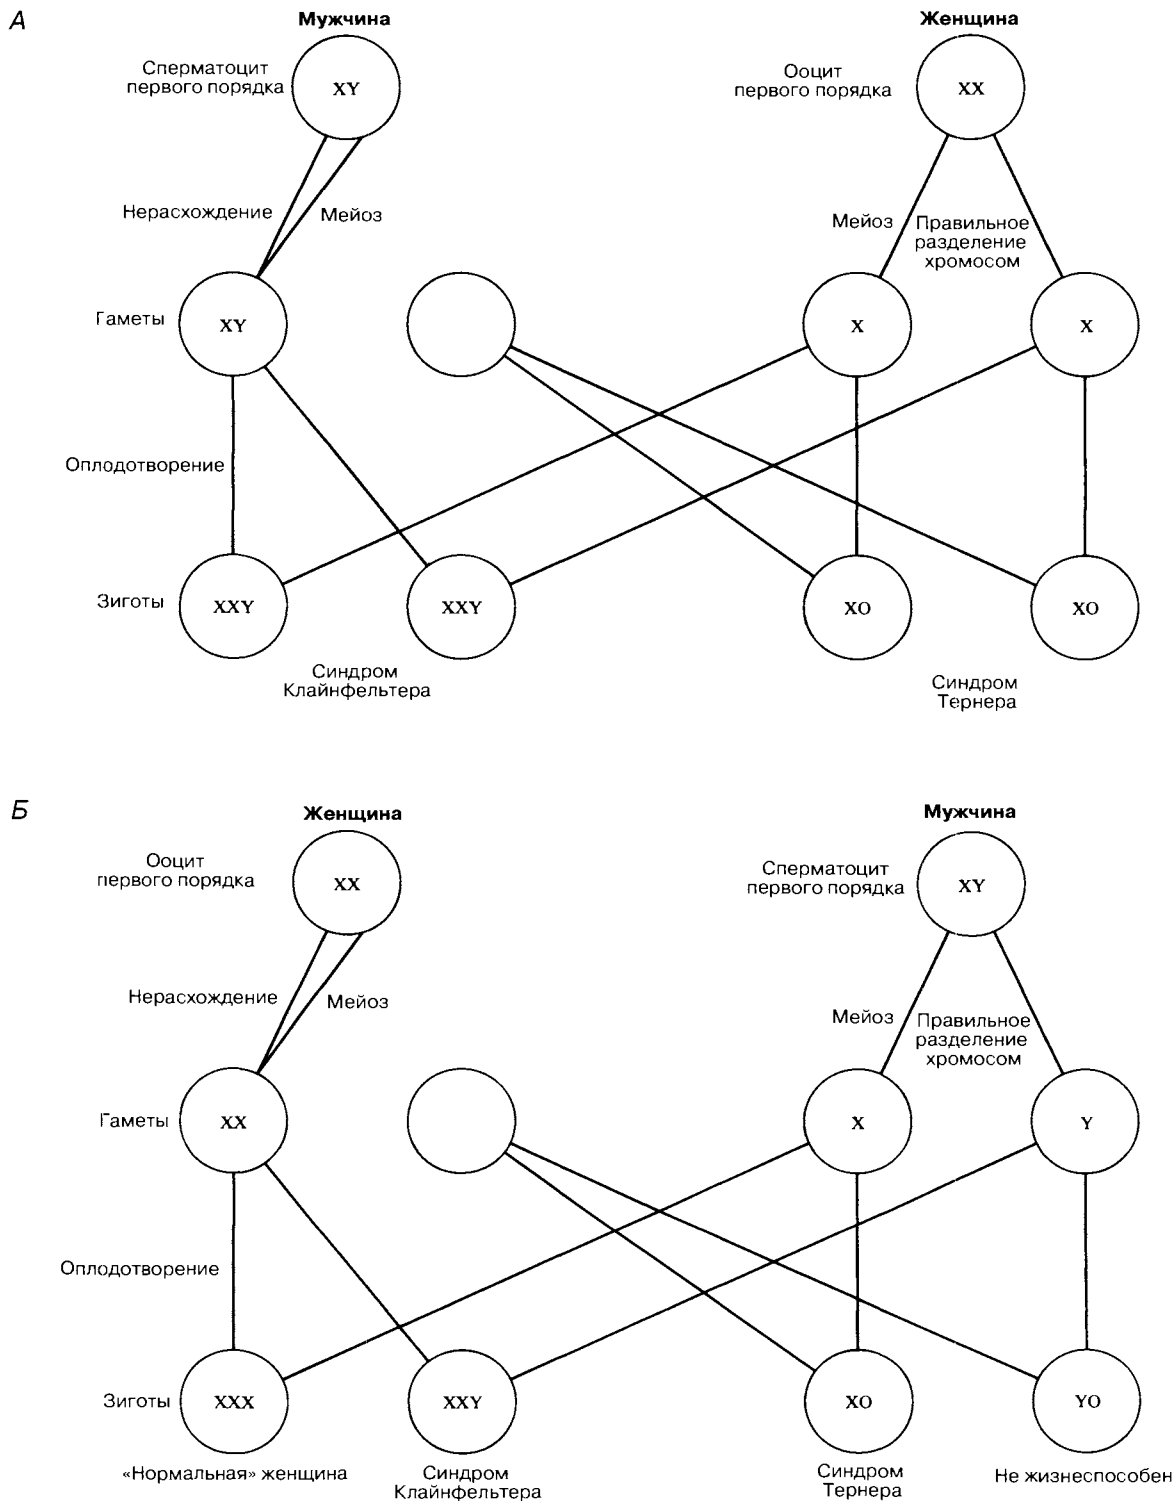 А
Мужчина
Женщина
Сперматоцит
первого порядка
XY
Ооцит
первого порядка
XX
Нерасхождение
Мейоз
Мейоз
Правильное
разделение
хромосом
Гаметы
XY
X
X
Оплодотворение
Зиготы
XXY
XXY
XO
XO
Синдром
Клайнфельтера
Синдром
Тернера
Б
Женщина
Мужчина
Ооцит
первого порядка
XX
Сперматоцит
первого порядка
XY
Нерасхождение
Мейоз
Мейоз
Правильное
разделение
хромосом
Гаметы
XX
X
Y
Оплодотворение
Зиготы
XXX
XXY
XO
YO
«Нормальная» женщина
Синдром
Клайнфельтера
Синдром
Тернера
Не жизнеспособен